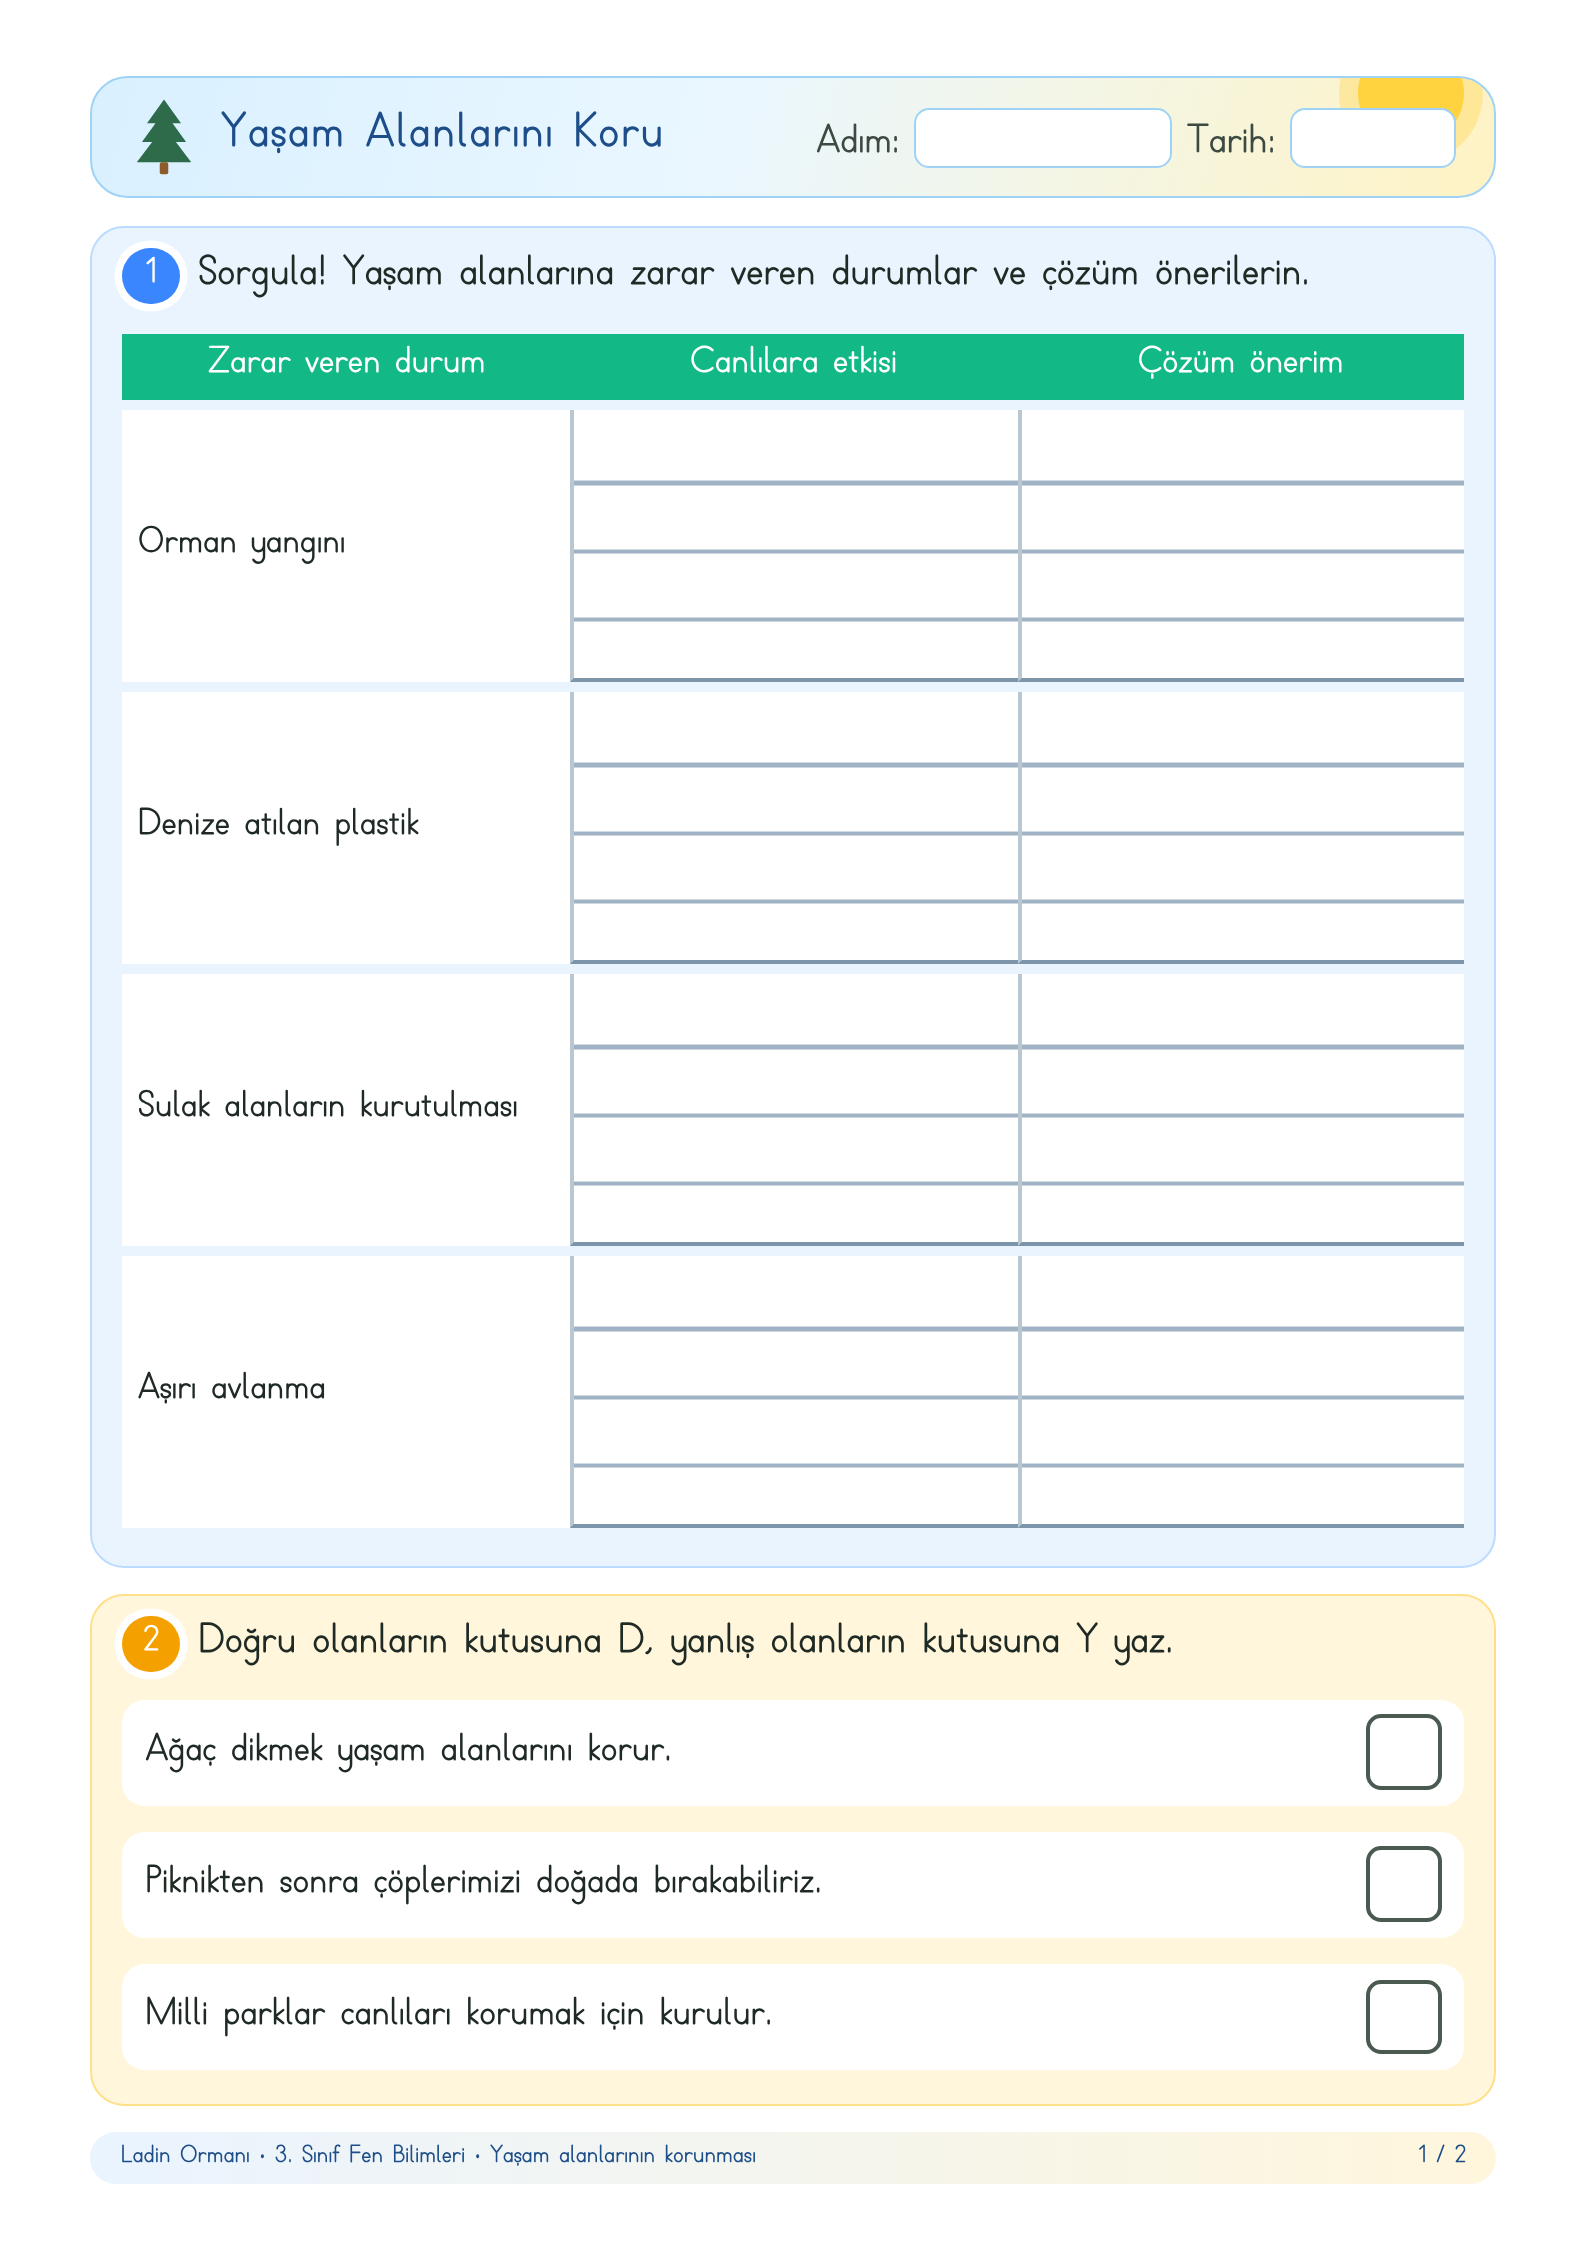 Yaşam Alanlarını Koru
Adım: Tarih:
1 Sorgula! Yaşam alanlarına zarar veren durumlar ve çözüm önerilerin.
Zarar veren durum Canlılara etkisi Çözüm önerim
Orman yangını
Denize atılan plastik
Sulak alanların kurutulması
Aşırı avlanma
2 Doğru olanların kutusuna D, yanlış olanların kutusuna Y yaz.
Ağaç dikmek yaşam alanlarını korur.
Piknikten sonra çöplerimizi doğada bırakabiliriz.
Milli parklar canlıları korumak için kurulur.
Ladin Ormanı • 3. Sınıf Fen Bilimleri • Yaşam alanlarının korunması 1 / 2